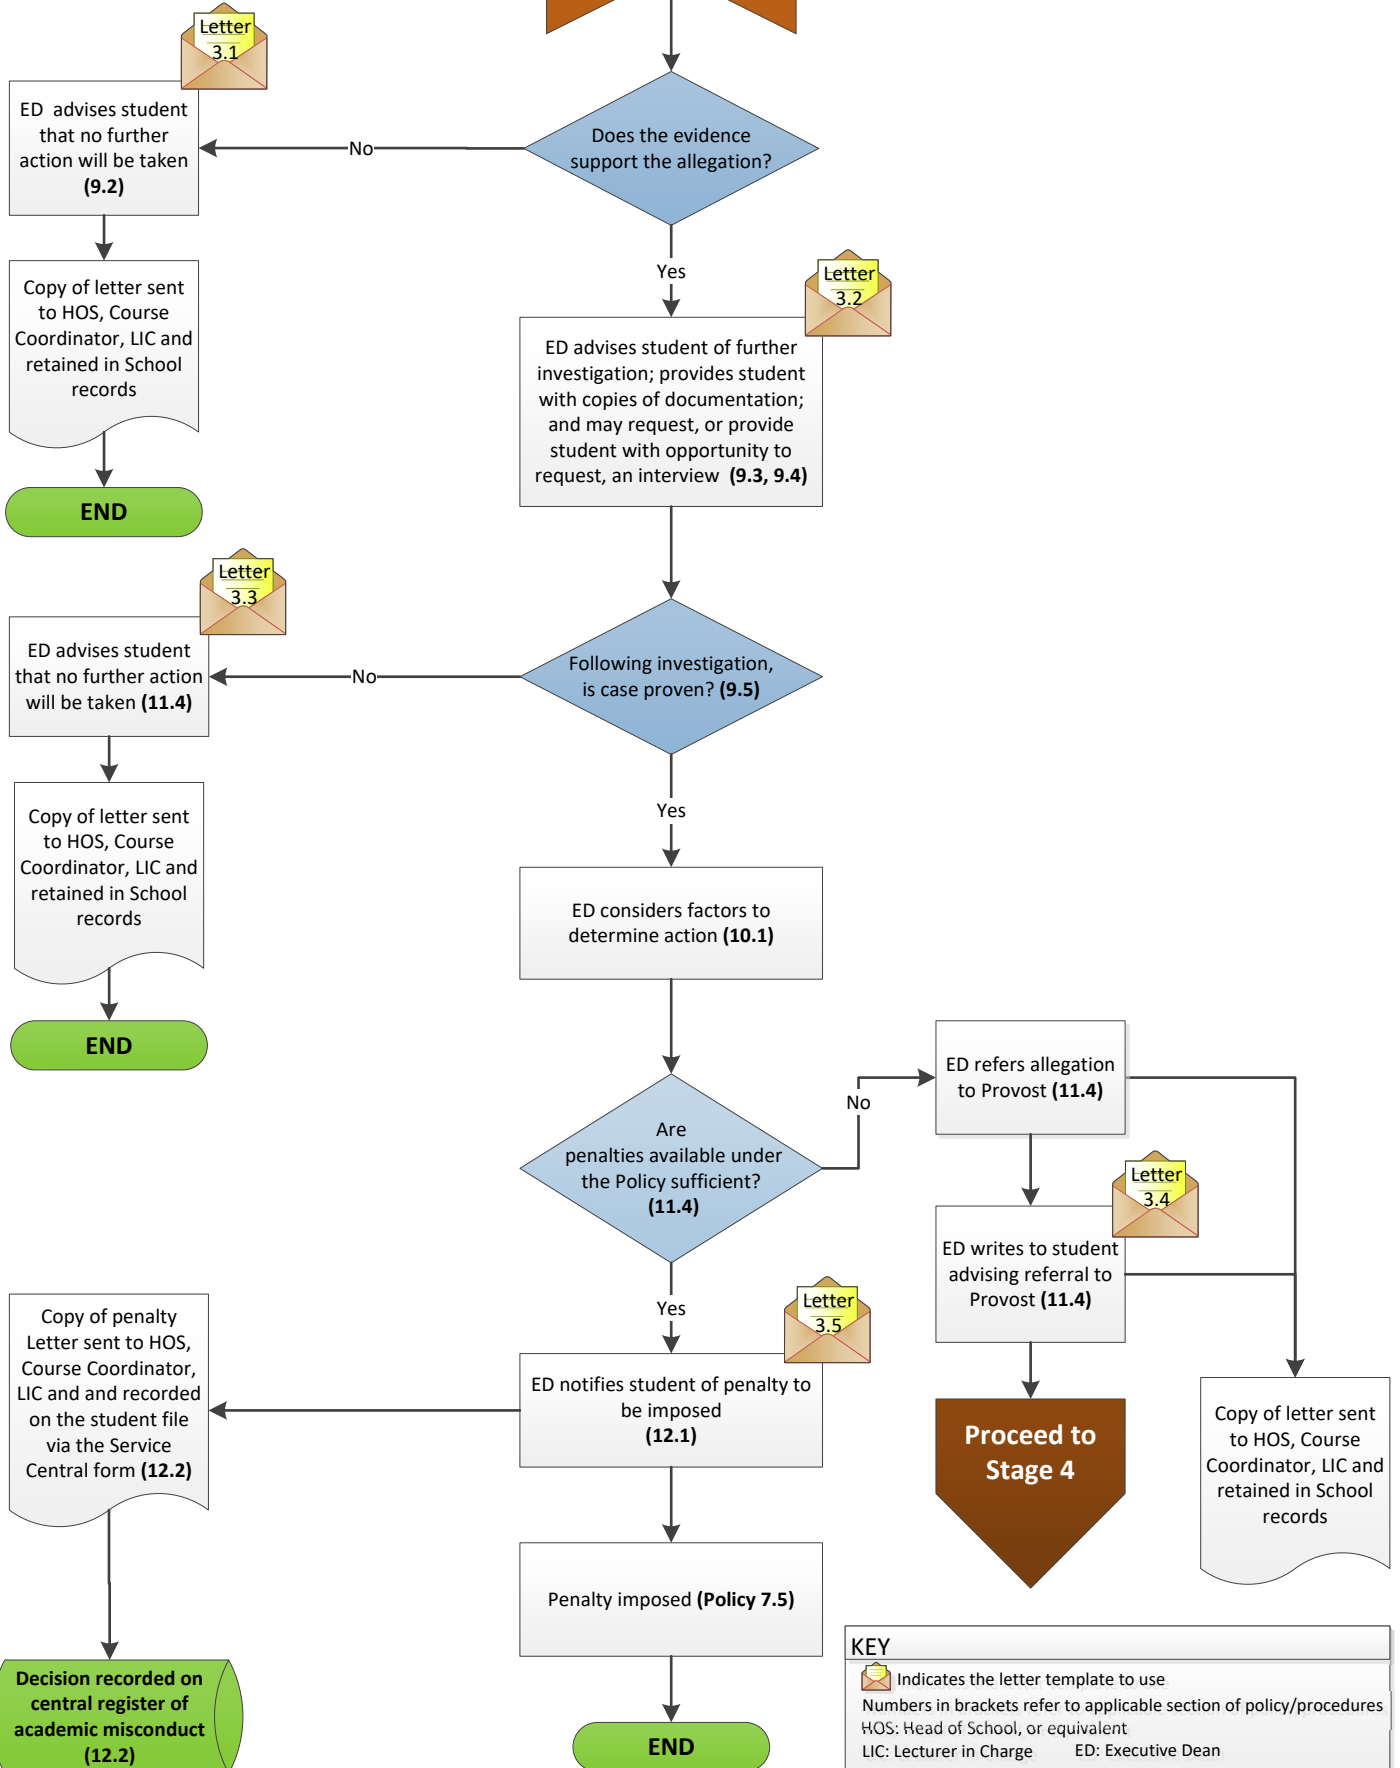 Letter
3.1
ED advises student
that no further
action will be taken
(9.2)
Does the evidence
support the allegation?
No
Yes
Copy of letter sent
to HOS, Course
Coordinator, LIC and
retained in School
records
END
Letter
3.2
ED advises student of further
investigation; provides student
with copies of documentation;
and may request, or provide
student with opportunity to
request, an interview (9.3, 9.4)
Letter
3.3
ED advises student
that no further action
will be taken (11.4)
No
Following investigation,
is case proven? (9.5)
Yes
Copy of letter sent
to HOS, Course
Coordinator, LIC and
retained in School
records
END
ED considers factors to
determine action (10.1)
Are
penalties available under
the Policy sufficient?
(11.4)
No
ED refers allegation
to Provost (11.4)
Letter
3.4
ED writes to student
advising referral to
Provost (11.4)
Yes
Letter
3.5
ED notifies student of penalty to
be imposed
(12.1)
Copy of penalty
Letter sent to HOS,
Course Coordinator,
LIC and and recorded
on the student file
via the Service
Central form (12.2)
Proceed to
Stage 4
Copy of letter sent
to HOS, Course
Coordinator, LIC and
retained in School
records
Penalty imposed (Policy 7.5)
Decision recorded on
central register of
academic misconduct
(12.2)
END
KEY
Indicates the letter template to use
Numbers in brackets refer to applicable section of policy/procedures
HOS: Head of School, or equivalent
LIC: Lecturer in Charge ED: Executive Dean